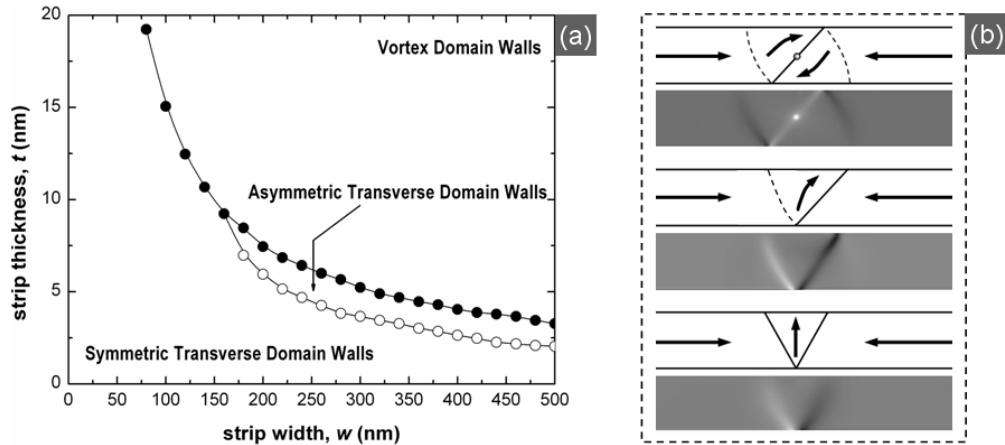 (a)
Vortex Domain Walls
Asymmetric Transverse Domain Walls
Symmetric Transverse Domain Walls
strip thickness, t (nm)
20
15
10
5
0
0 50 100 150 200 250 300 350 400 450 500
strip width, w (nm)
(b)